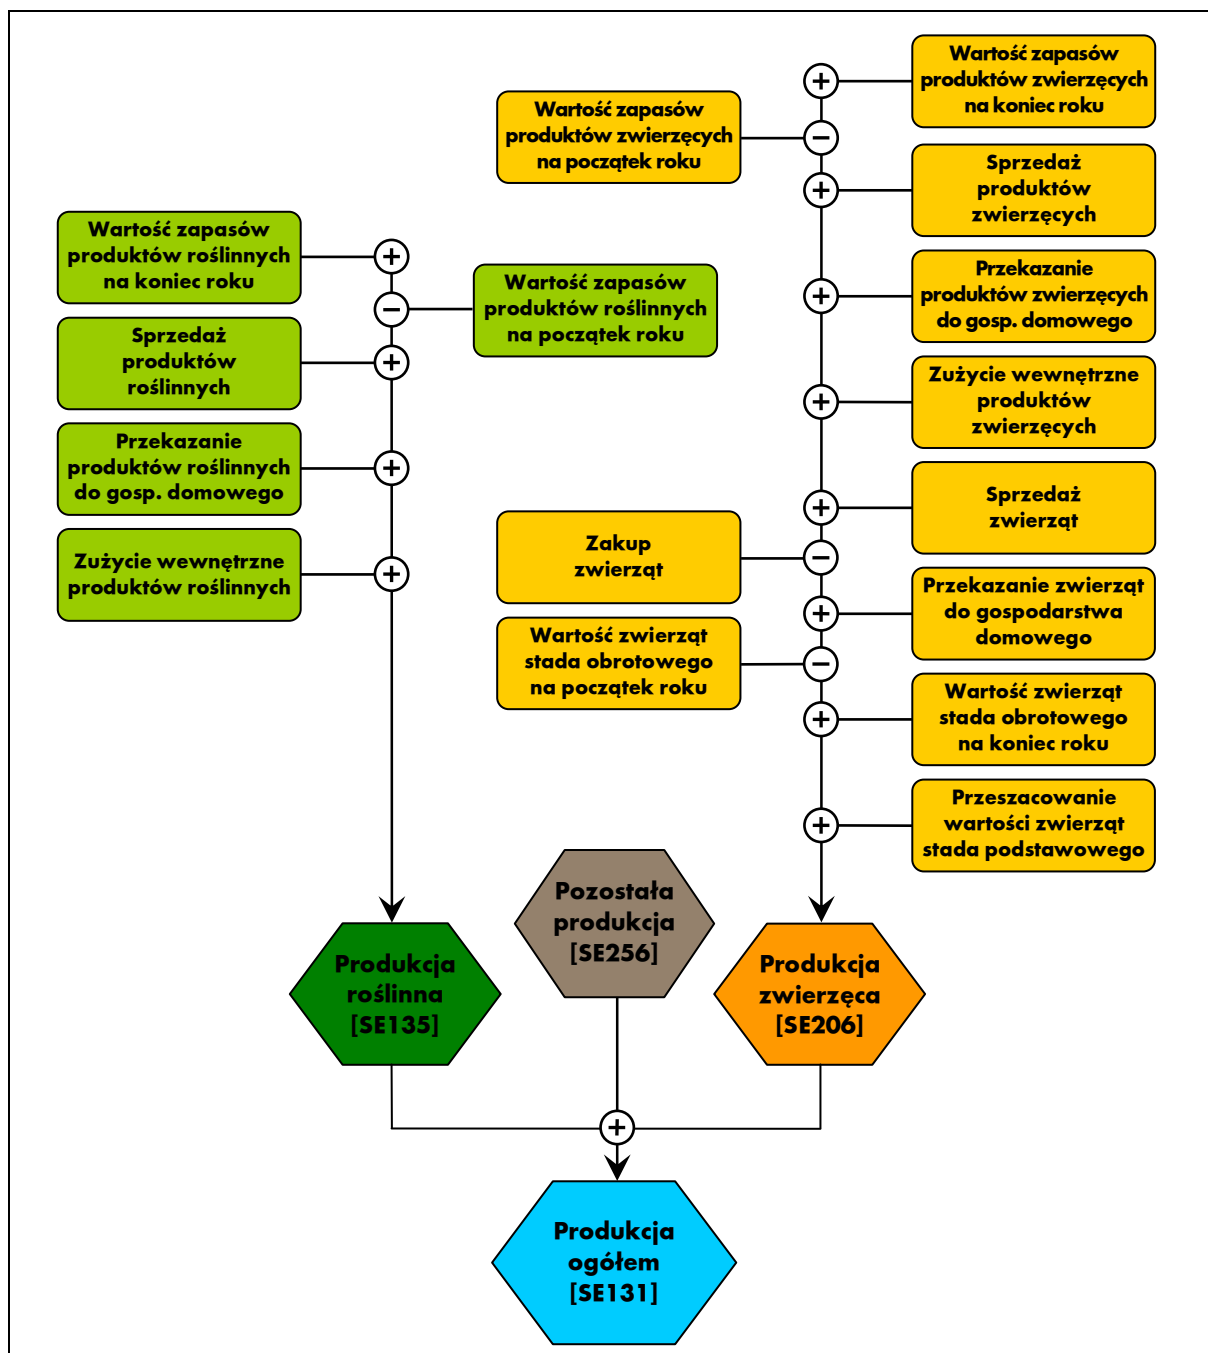 Wartość zapasów
produktów zwierzęcych
na koniec roku
Wartość zapasów
produktów zwierzęcych
na początek roku
Sprzedaż
produktów
zwierzęcych
Wartość zapasów
produktów roślinnych
na koniec roku
Wartość zapasów
produktów roślinnych
na początek roku
Przekazanie
produktów zwierzęcych
do gosp. domowego
Sprzedaż
produktów
roślinnych
Zużycie wewnętrzne
produktów
zwierzęcych
Przekazanie
produktów roślinnych
do gosp. domowego
Sprzedaż
zwierząt
Zużycie wewnętrzne
produktów roślinnych
Zakup
zwierząt
Przekazanie zwierząt
do gospodarstwa
domowego
Wartość zwierząt
stada obrotowego
na początek roku
Wartość zwierząt
stada obrotowego
na koniec roku
Przeszacowanie
wartości zwierząt
stada podstawowego
Pozostała
produkcja
[SE256]
Produkcja
roślinna
[SE135]
Produkcja
zwierzęca
[SE206]
Produkcja
ogółem
[SE131]